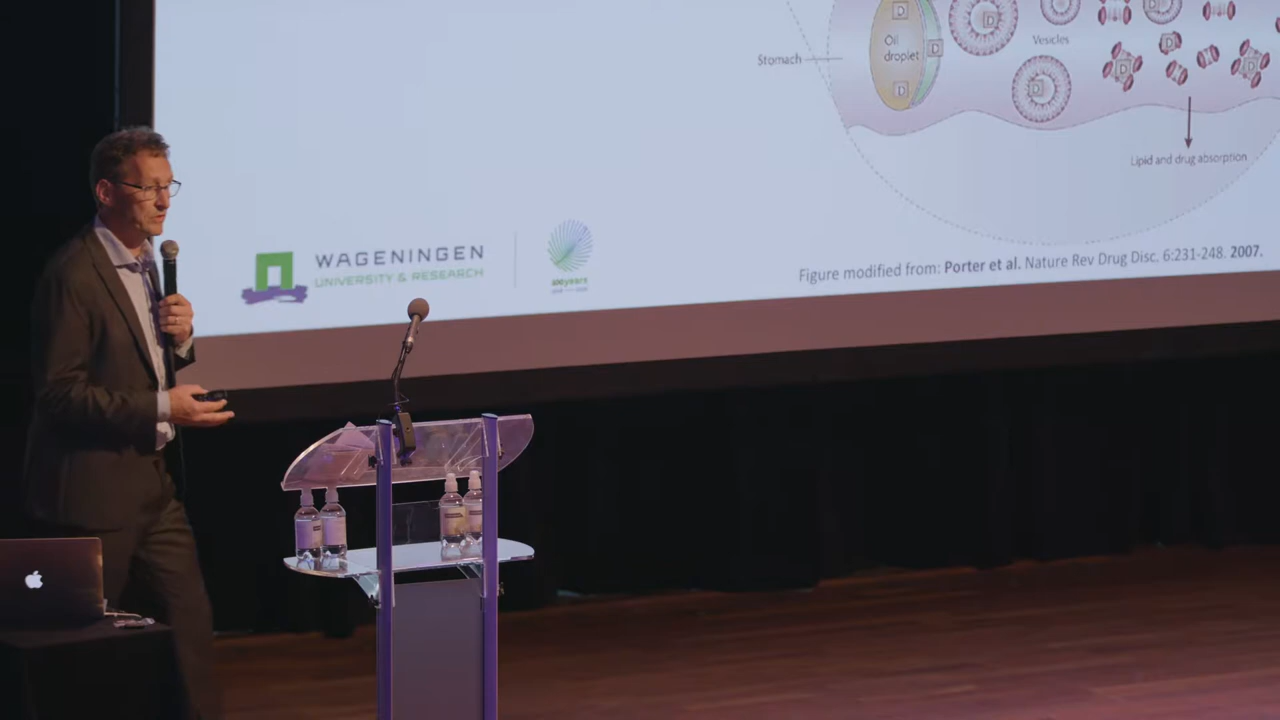 D
Oil
droplet
D
D
D
Vesicles
D
D
D
D
D
Stomach
Lipid and drug absorption
WAGENINGEN
UNIVERSITY & RESEARCH
100years
Figure modified from: Porter et al. Nature Rev Drug Disc. 6:231-248. 2007.